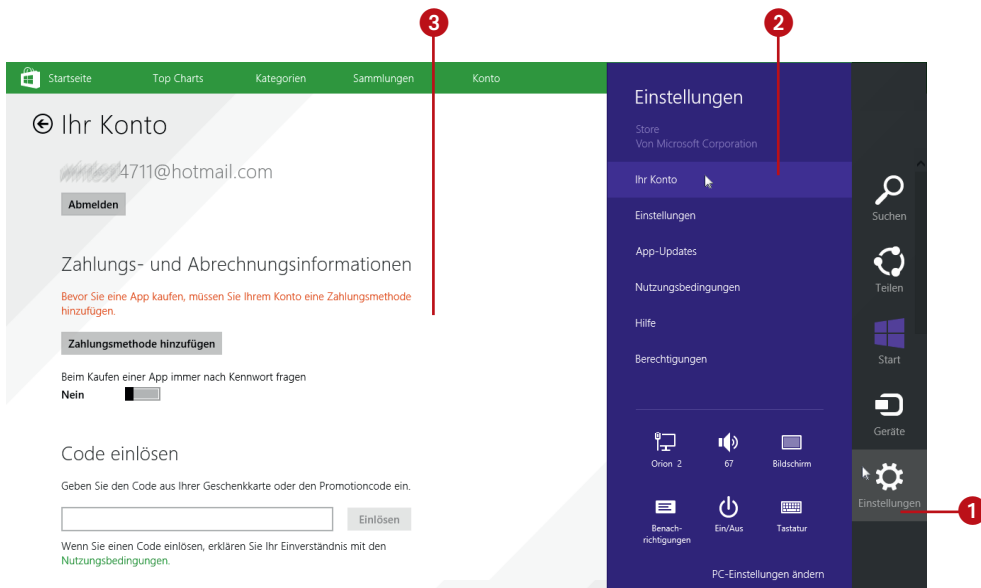 3
2
Startseite Top Charts Kategorien Sammlungen Konto
Ihr Konto
4711@hotmail.com
Abmelden
Zahlungs- und Abrechnungsinformationen
Bevor Sie eine App kaufen, müssen Sie Ihrem Konto eine Zahlungsmethode
hinzufügen.
Zahlungsmethode hinzufügen
Beim Kaufen einer App immer nach Kennwort fragen
Nein
Code einlösen
Geben Sie den Code aus Ihrer Geschenkkarte oder den Promotioncode ein.
Einlösen
Wenn Sie einen Code einlösen, erklären Sie Ihr Einverständnis mit den
Nutzungsbedingungen.
Einstellungen
Store
Von Microsoft Corporation
Ihr Konto
Einstellungen
App-Updates
Nutzungsbedingungen
Hilfe
Berechtigungen
Orion 2 67 Bildschirm
Benach-
richtigungen
Ein/Aus Tastatur
PC-Einstellungen ändern
Suchen
Teilen
Start
Geräte
Einstellungen
1